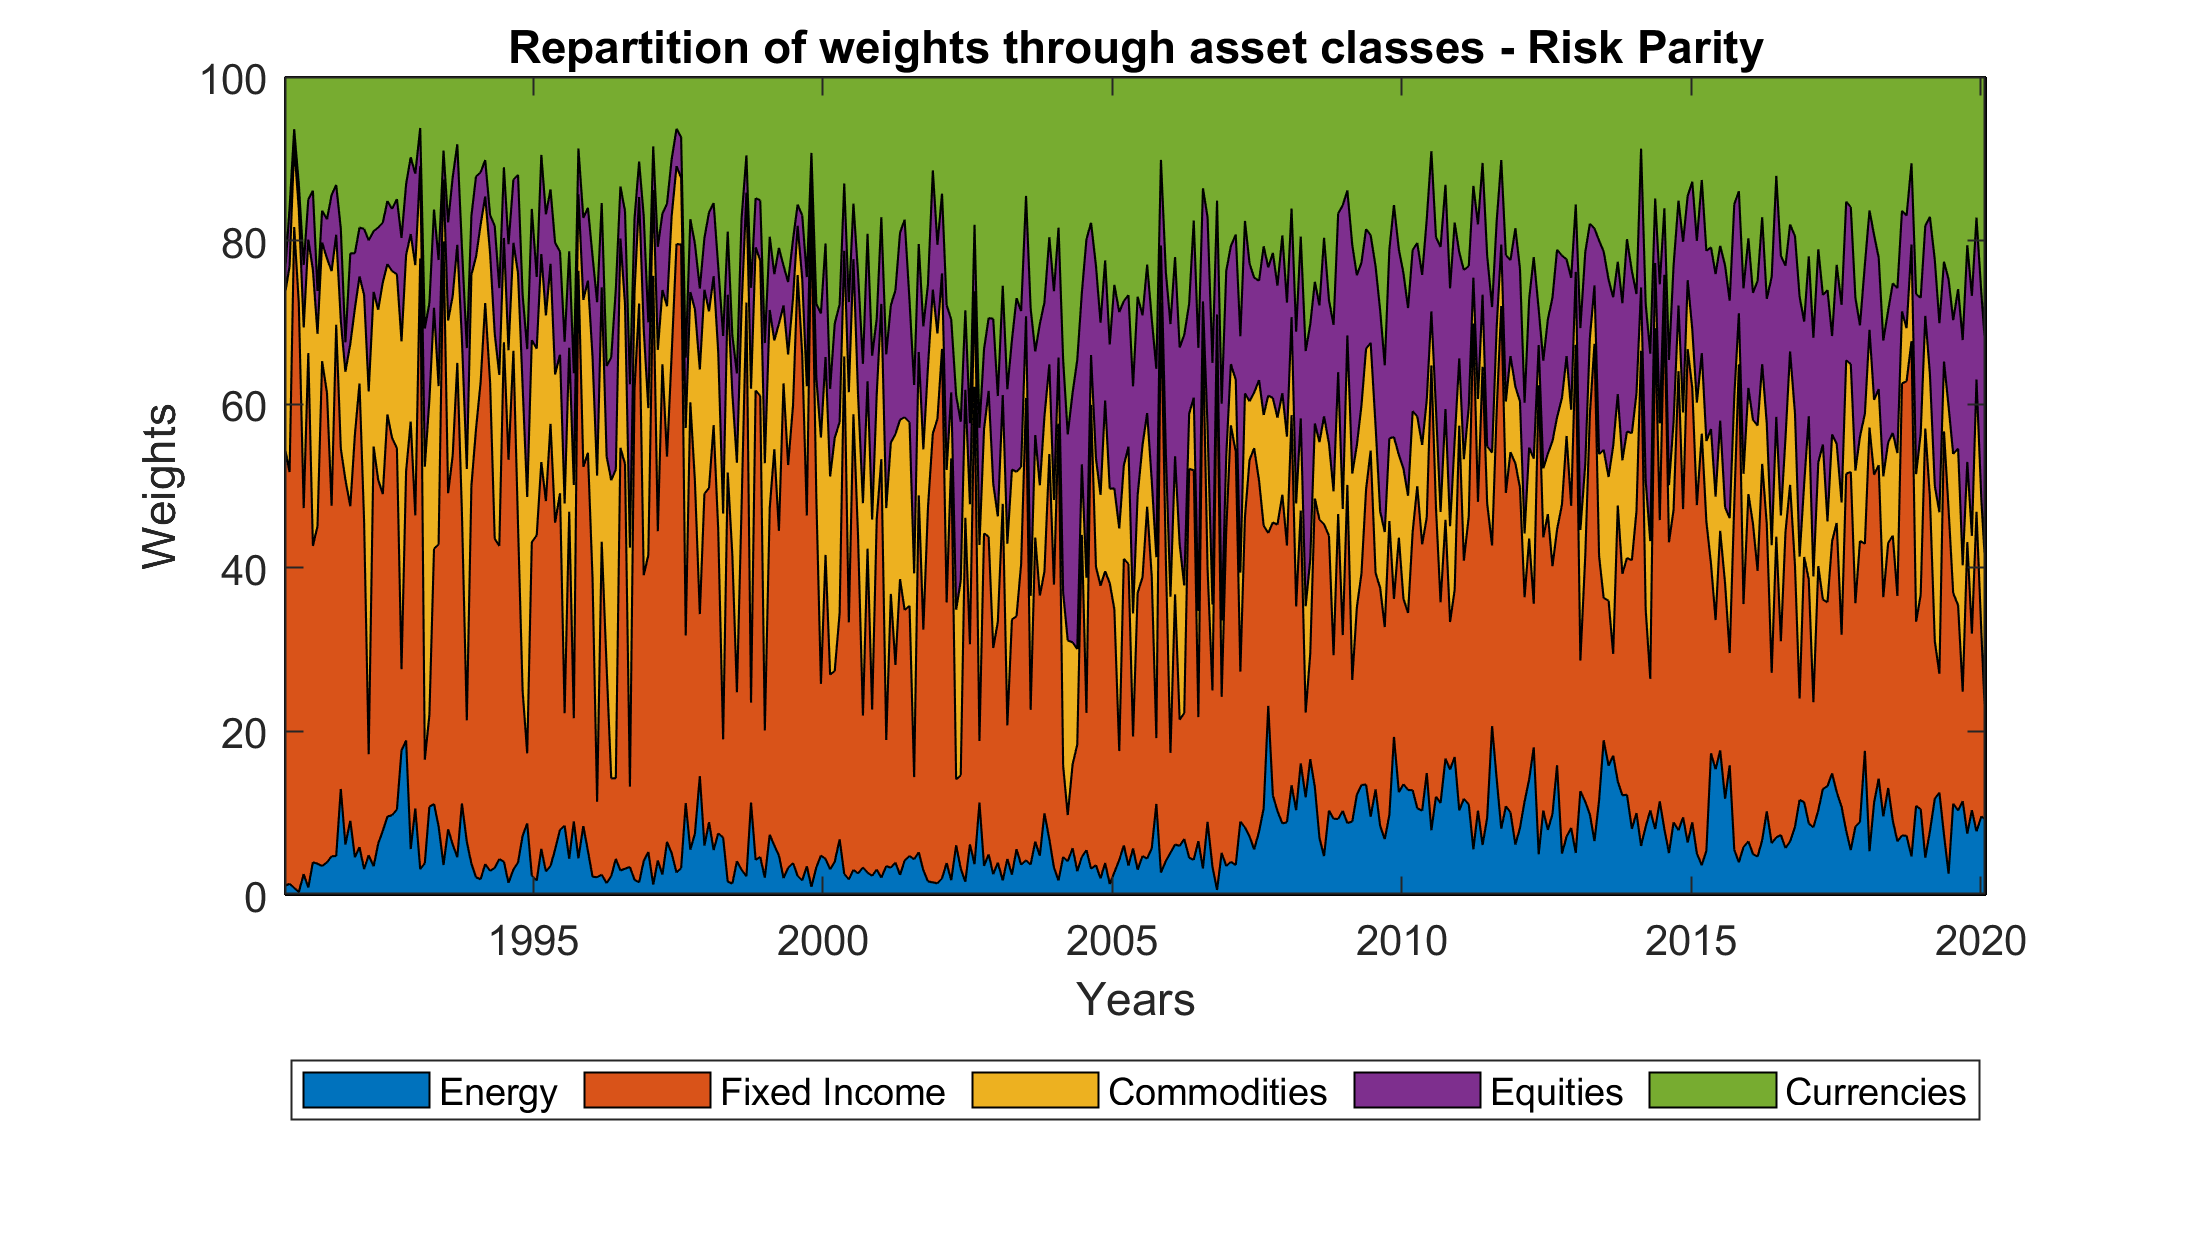 Repartition of weights through asset classes - Risk Parity
100
80
60
40
20
0
Weights
1995 2000 2005 2010 2015 2020
Years
Energy Fixed Income Commodities Equities Currencies